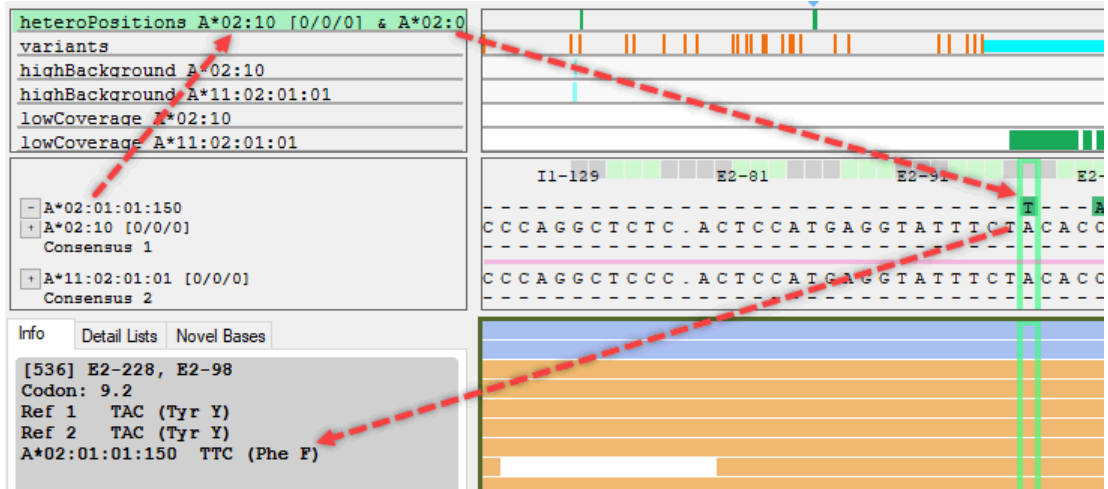 heteroPositions A*02:10 [0/0/0] & A*02:0
variants
highBackground A*02:10
highBackground A*11:02:01:01
lowCoverage A*02:10
lowCoverage A*11:02:01:01
I1-129 E2-81 E2-91 E2-
- A*02:01:01:150 - - - - - - - - - - - - - - - - - - - - - - - - - - - - - - T - - - A
+ A*02:10 [0/0/0] C C C A G G C T C T C . A C T C C A T G A G G T A T T T C T A C A C C
Consensus 1 - - - - - - - - - - - - - - - - - - - - - - - - - - - - - - - - - - -
+ A*11:02:01:01 [0/0/0] C C C A G G C T C C C . A C T C C A T G A G G T A T T T C T A C A C C
Consensus 2 - - - - - - - - - - - - - - - - - - - - - - - - - - - - - - - - - - -
Info Detail Lists Novel Bases
[536] E2-228, E2-98
Codon: 9.2
Ref 1 TAC (Tyr Y)
Ref 2 TAC (Tyr Y)
A*02:01:01:150 TTC (Phe F)